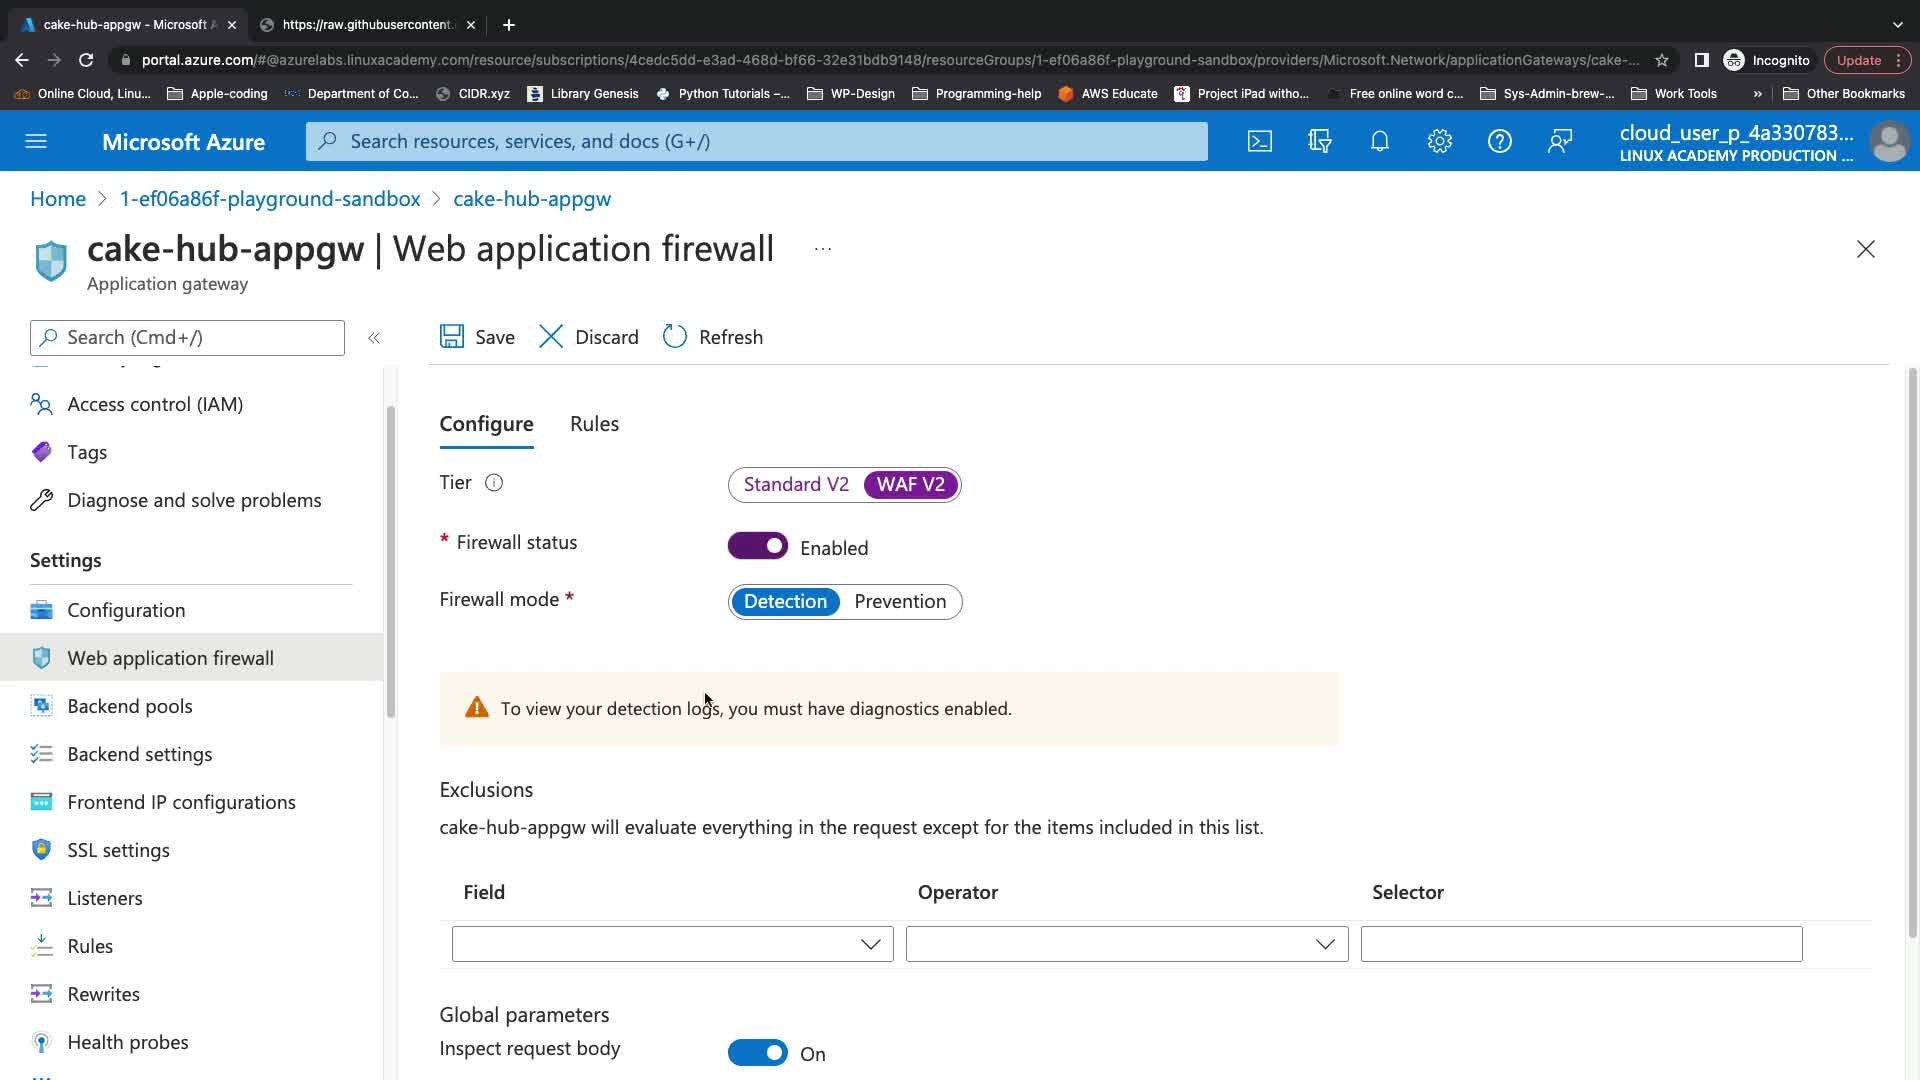 cake-hub-appgw - Microsoft A
https://raw.githubusercontent.
portal.azure.com/#@azurelabs.linuxacademy.com/resource/subscriptions/4cedc5dd-e3ad-468d-bf66-32e31bdb9148/resourceGroups/1-ef06a86f-playground-sandbox/providers/Microsoft.Network/applicationGateways/cake-...
Incognito
Update
Online Cloud, Linu...
Apple-coding
Department of Co...
CIDR.xyz
Library Genesis
Python Tutorials –...
WP-Design
Programming-help
AWS Educate
Project iPad witho...
Free online word c...
Sys-Admin-brew-...
Work Tools
»
Other Bookmarks
Microsoft Azure
Search resources, services, and docs (G+/)
cloud_user_p_4a330783...
LINUX ACADEMY PRODUCTION ...
Home > 1-ef06a86f-playground-sandbox > cake-hub-appgw
cake-hub-appgw | Web application firewall ...
Application gateway
Search (Cmd+/)
«
Save
Discard
Refresh
Access control (IAM)
Tags
Diagnose and solve problems
Settings
Configuration
Web application firewall
Backend pools
Backend settings
Frontend IP configurations
SSL settings
Listeners
Rules
Rewrites
Health probes
Configure
Rules
Tier
Standard V2
WAF V2
* Firewall status
Enabled
Firewall mode *
Detection
Prevention
To view your detection logs, you must have diagnostics enabled.
Exclusions
cake-hub-appgw will evaluate everything in the request except for the items included in this list.
Field
Operator
Selector
Global parameters
Inspect request body
On